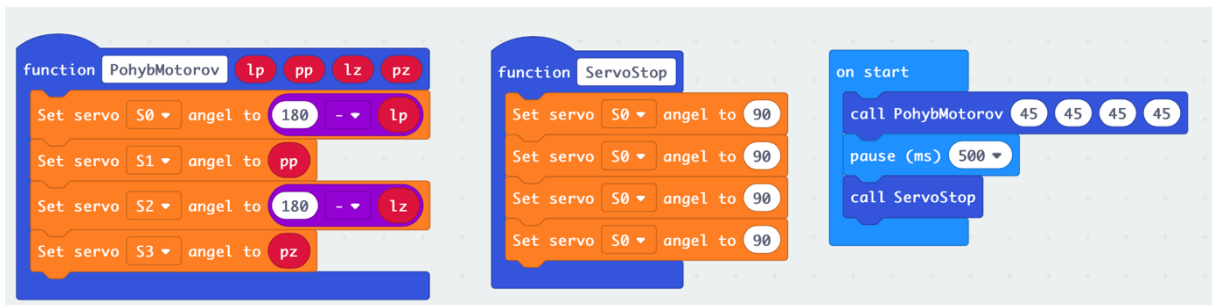 function PohybMotorov lp pp lz pz
Set servo S0 angel to 180 - lp
Set servo S1 angel to pp
Set servo S2 angel to 180 - lz
Set servo S3 angel to pz
function ServoStop
Set servo S0 angel to 90
Set servo S0 angel to 90
Set servo S0 angel to 90
Set servo S0 angel to 90
on start
call PohybMotorov 45 45 45 45
pause (ms) 500
call ServoStop